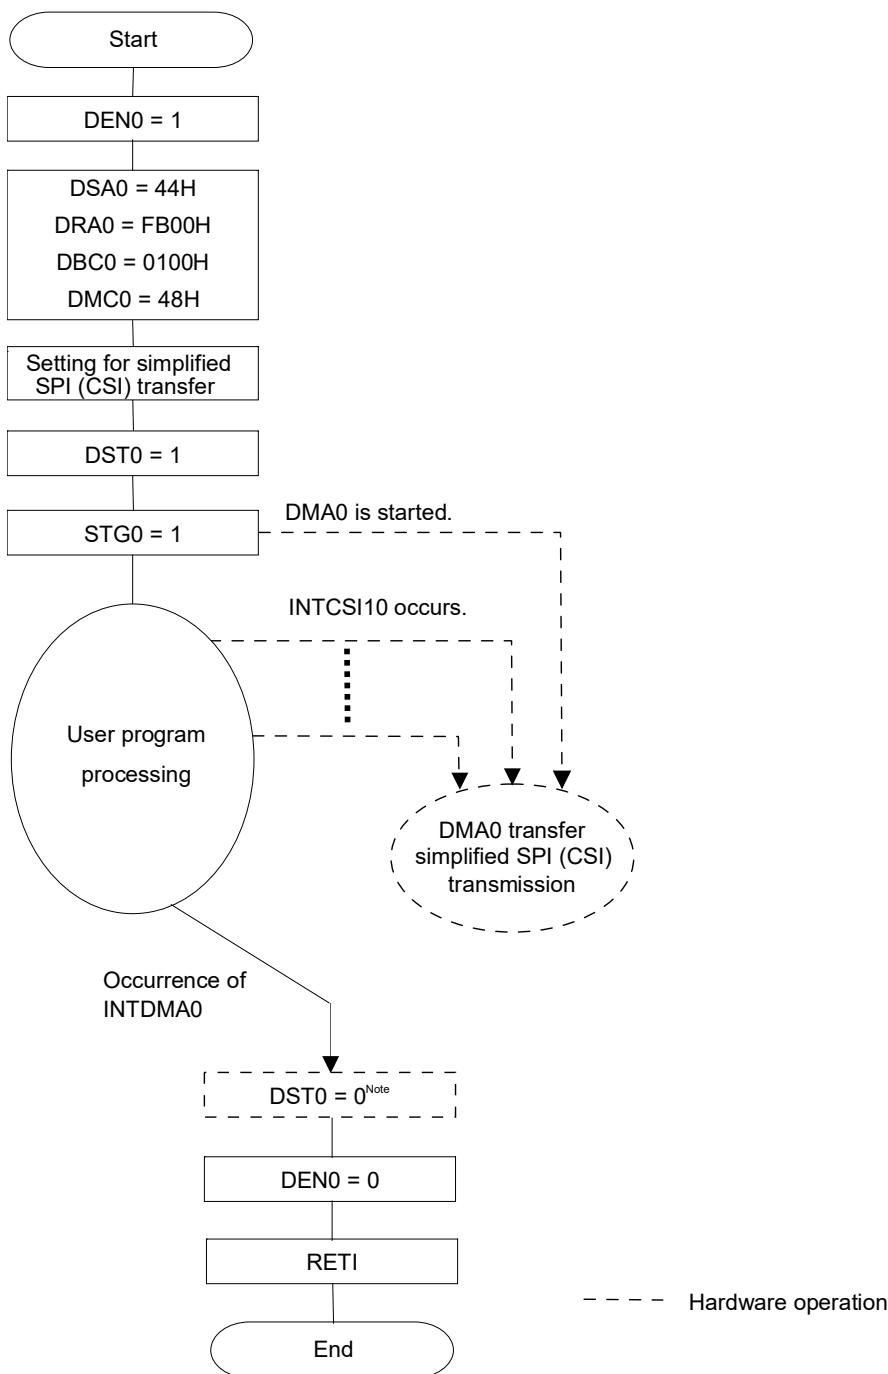 Start
DEN0 = 1
DSA0 = 44H
DRA0 = FB00H
DBC0 = 0100H
DMC0 = 48H
Setting for simplified
SPI (CSI) transfer
DST0 = 1
STG0 = 1
DMA0 is started.
INTCSI10 occurs.
User program
processing
DMA0 transfer
simplified SPI (CSI)
transmission
Occurrence of
INTDMA0
DST0 = 0Note
DEN0 = 0
RETI
Hardware operation
End